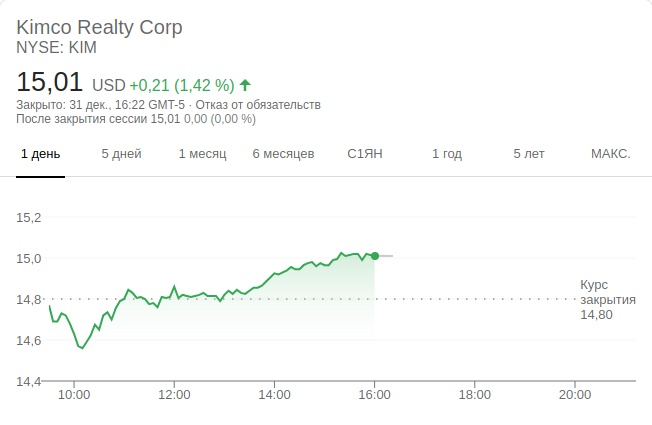 Kimco Realty Corp
NYSE: KIM
15,01 USD +0,21 (1,42 %)
Закрыто: 31 дек., 16:22 GMT-5 · Отказ от обязательств
После закрытия сессии 15,01 0,00 (0,00 %)
1 день 5 дней 1 месяц 6 месяцев С1ЯН 1 год 5 лет МАКС.
15,2
15,0
Курс
14,8 закрытия
14,80
14,6
14,4
10:00 12:00 14:00 16:00 18:00 20:00